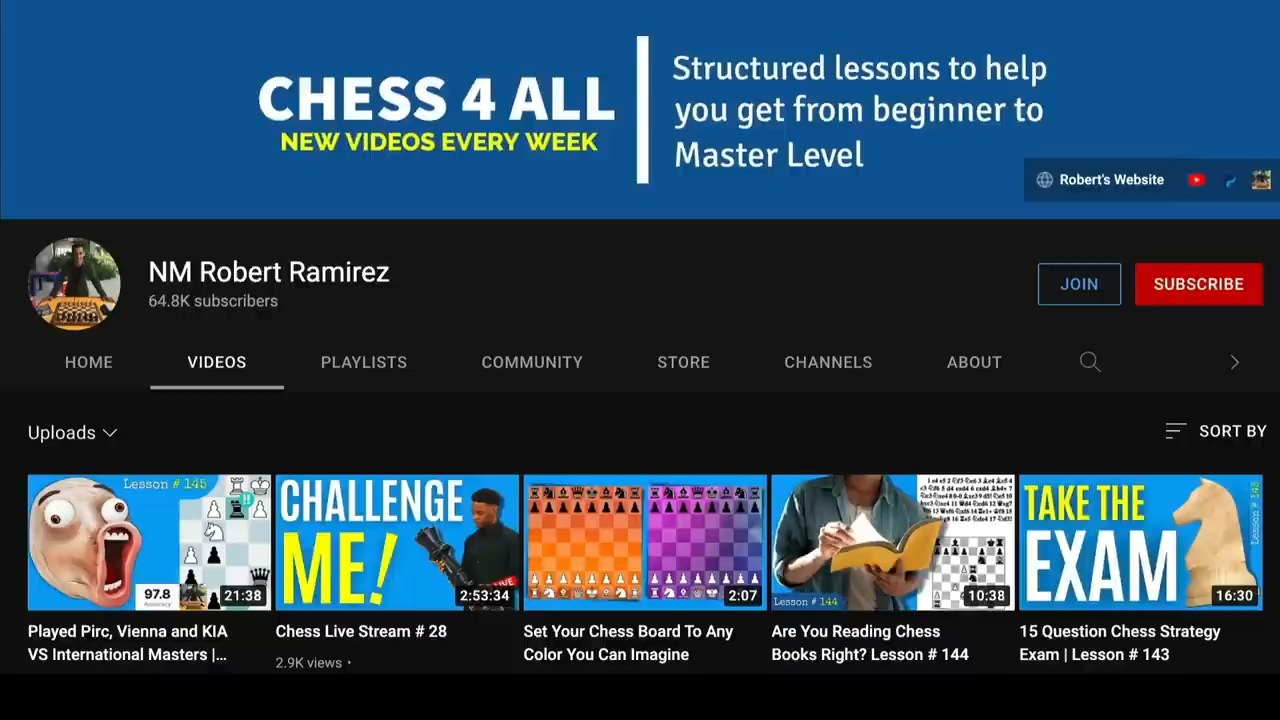 CHESS 4 ALL
NEW VIDEOS EVERY WEEK
Structured lessons to help
you get from beginner to
Master Level
Robert's Website
NM Robert Ramirez
64.8K subscribers
JOIN
SUBSCRIBE
HOME
VIDEOS
PLAYLISTS
COMMUNITY
STORE
CHANNELS
ABOUT
Uploads
SORT BY
Lesson # 145
97.8
Accuracy
21:38
CHALLENGE
ME!
LIVE
2:53:34
2:07
Lesson # 144
10:38
TAKE THE
EXAM
Lesson # 143
16:30
Played Pirc, Vienna and KIA
VS International Masters |...
Chess Live Stream # 28
2.9K views •
Set Your Chess Board To Any
Color You Can Imagine
Are You Reading Chess
Books Right? Lesson # 144
15 Question Chess Strategy
Exam | Lesson # 143